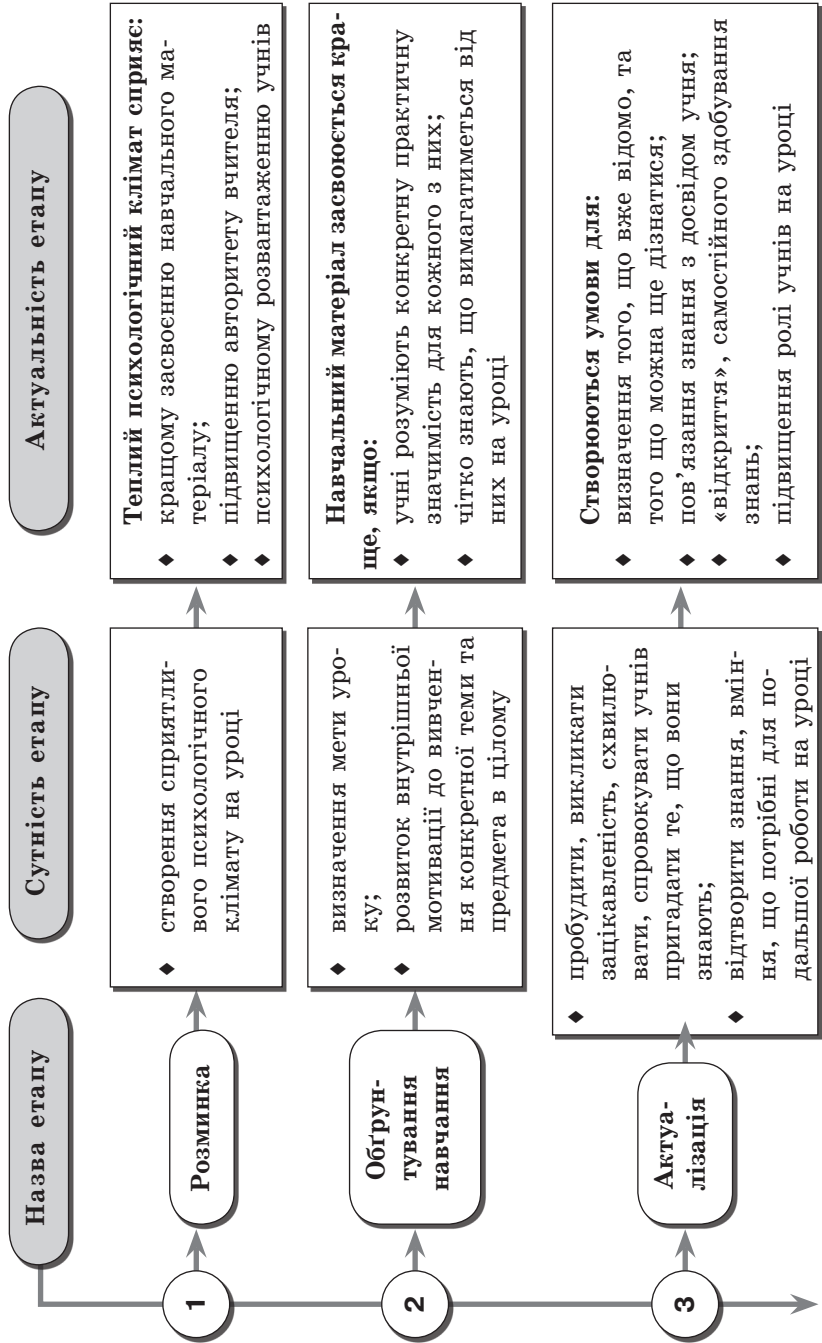 Назва етапу
Сутність етапу
Актуальність етапу
1
Розминка
♦ створення сприятли-
вого психологічного
клімату на уроці
Теплий психологічний клімат сприяє:
♦ кращому засвоєнню навчального ма-
теріалу;
♦ підвищенню авторитету вчителя;
♦ психологічному розвантаженню учнів
2
Обґрун-
тування
навчання
♦ визначення мети уро-
ку;
♦ розвиток внутрішньої
мотивації до вивчен-
ня конкретної теми та
предмета в цілому
Навчальний матеріал засвоюється кра-
ще, якщо:
♦ учні розуміють конкретну практичну
значимість для кожного з них;
♦ чітко знають, що вимагатиметься від
них на уроці
3
Актуа-
лізація
♦ пробудити, викликати
зацікавленість, схвилю-
вати, спровокувати учнів
пригадати те, що вони
знають;
♦ відтворити знання, вмін-
ня, що потрібні для по-
дальшої роботи на уроці
Створюються умови для:
♦ визначення того, що вже відомо, та
того що можна ще дізнатися;
♦ пов'язання знання з досвідом учня;
♦ «відкриття», самостійного здобування
знань;
♦ підвищення ролі учнів на уроці